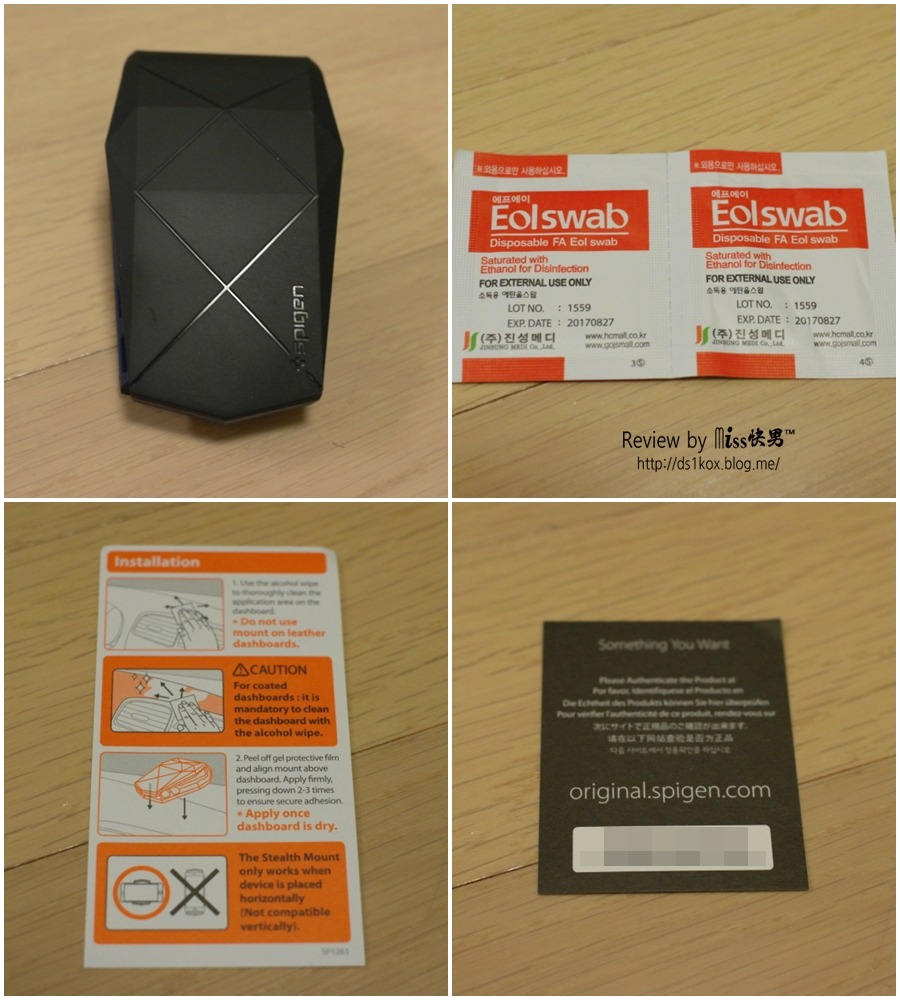 spigen
※ 외용으로만 사용하십시오.
에프에이
Eol swab
Disposable FA Eol swab
Saturated with
Ethanol for Disinfection
FOR EXTERNAL USE ONLY
소독용 에탄올스왑
LOT NO. : 1559
EXP. DATE : 20170827
(주)진성메디
JINSUNG MEDI Co.,Ltd.
www.hcmall.co.kr
www.gojsmall.com
3Ⓢ
※ 외용으로만 사용하십시오.
에프에이
Eol swab
Disposable FA Eol swab
Saturated with
Ethanol for Disinfection
FOR EXTERNAL USE ONLY
소독용 에탄올스왑
LOT NO. : 1559
EXP. DATE : 20170827
(주)진성메디
JINSUNG MEDI Co.,Ltd.
www.hcmall.co.kr
www.gojsmall.com
4Ⓢ
Review by Miss快男™
http://ds1kox.blog.me/
Installation
1. Use the alcohol wipe
to thoroughly clean the
application area on the
dashboard.
* Do not use
mount on leather
dashboards.
CAUTION
For coated
dashboards : it is
mandatory to clean
the dashboard with
the alcohol wipe.
2. Peel off gel protective film
and align mount above
dashboard. Apply firmly,
pressing down 2-3 times
to ensure secure adhesion.
* Apply once
dashboard is dry.
The Stealth Mount
only works when
device is placed
horizontally
(Not compatible
vertically).
SP1263
Something You Want
Please Authenticate the Product at
Por favor, Identifíquese el Producto en
Die Echtheit des Produkts können Sie hier überprüfen
Pour vérifier l'authenticité de ce produit, rendez-vous sur
次にサイトで正規品のご確認が出来ます.
请在以下网站查验是否为正品
다음 사이트에서 정품확인을 하십시오
original.spigen.com